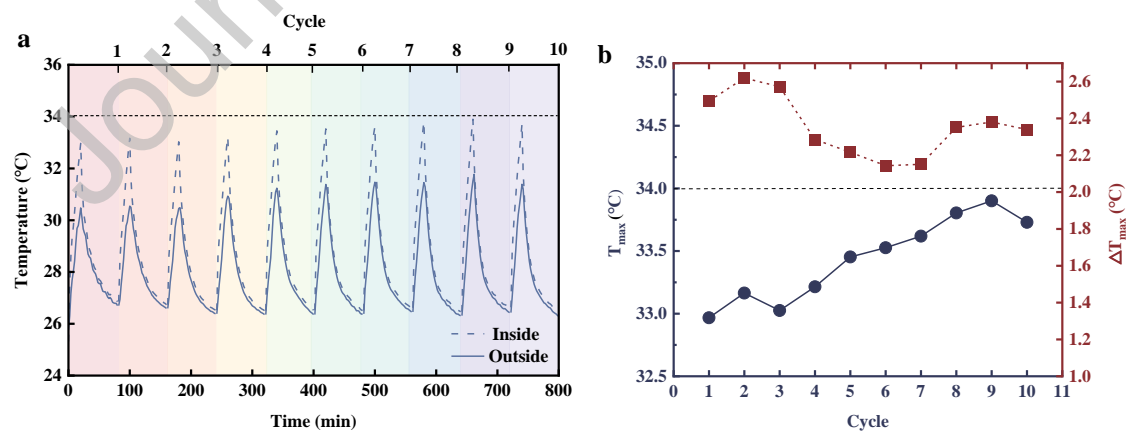 a
Cycle
1 2 3 4 5 6 7 8 9 10
36
34
32
30
28
26
24
Temperature (°C)
Inside
Outside
0 100 200 300 400 500 600 700 800
Time (min)
Journ
b
35.0
34.5
34.0
33.5
33.0
32.5
Tmax (°C)
2.6
2.4
2.2
2.0
1.8
1.6
1.4
1.2
1.0
ΔTmax (°C)
0 1 2 3 4 5 6 7 8 9 10 11
Cycle